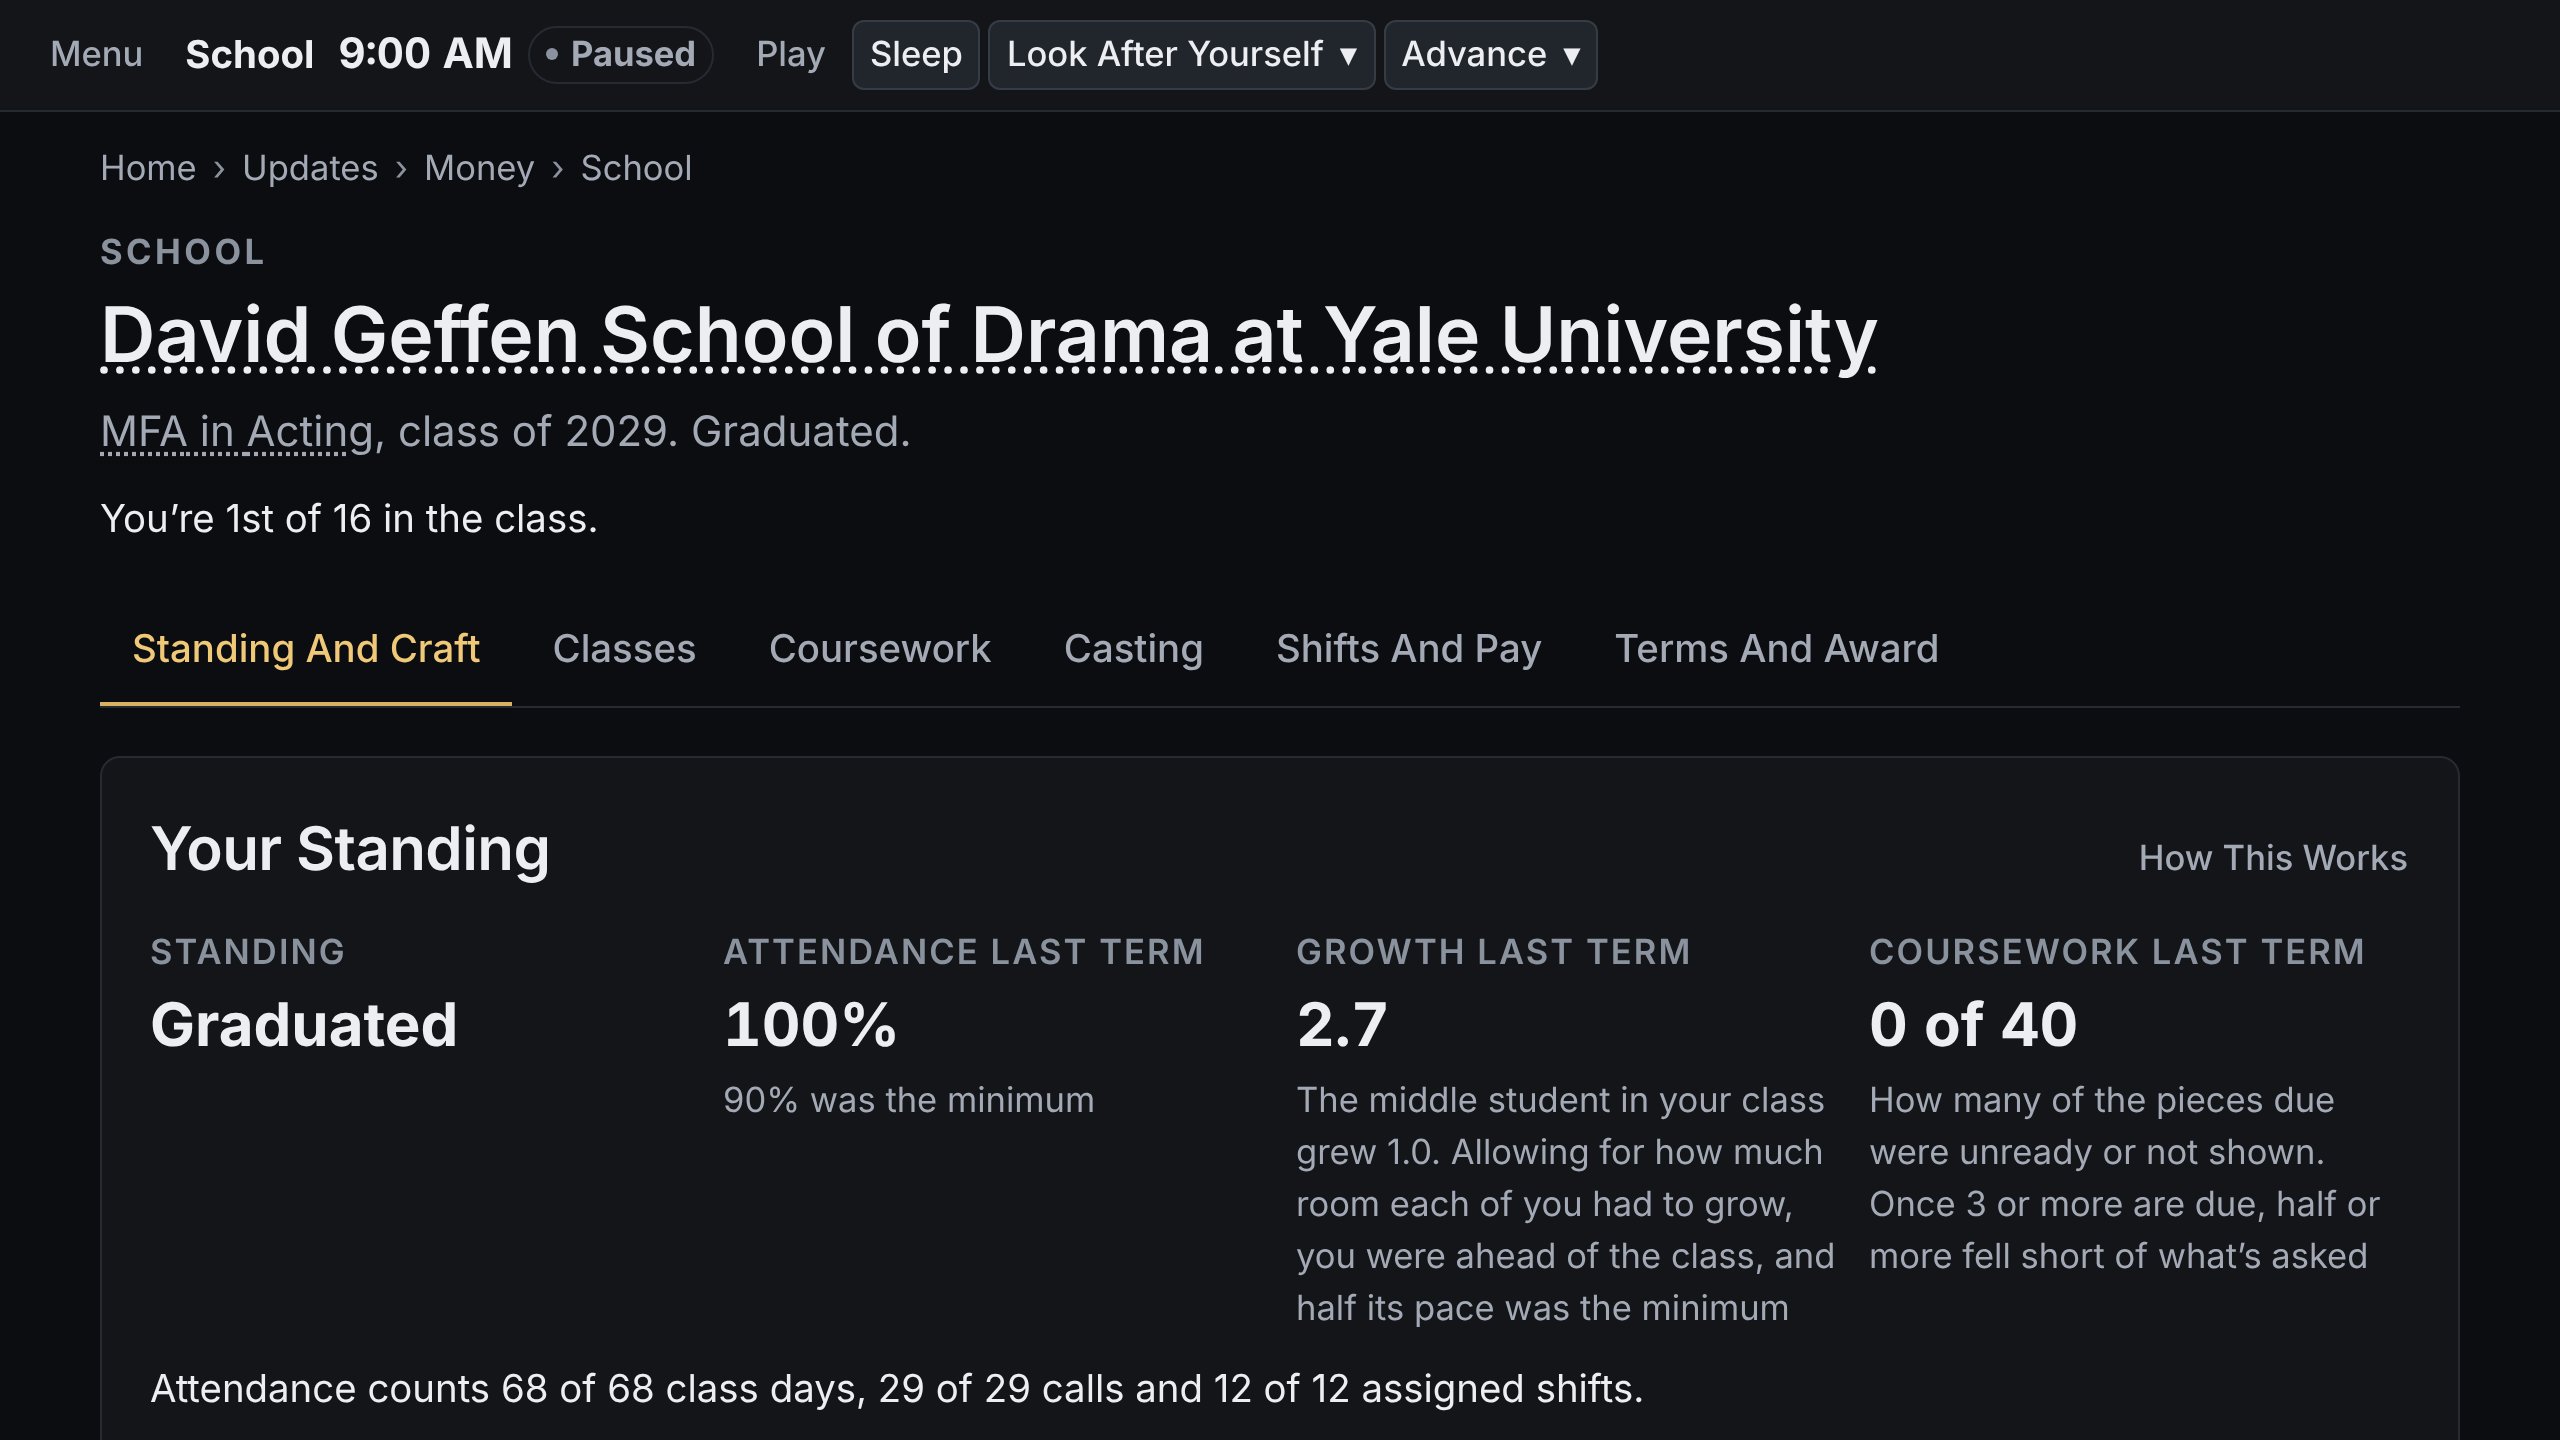 Menu School 9:00 AM • Paused Play Sleep Look After Yourself ▾ Advance ▾
Home › Updates › Money › School
SCHOOL
David Geffen School of Drama at Yale University
MFA in Acting, class of 2029. Graduated.
You’re 1st of 16 in the class.
Standing And Craft Classes Coursework Casting Shifts And Pay Terms And Award
Your Standing
How This Works
STANDING
Graduated
ATTENDANCE LAST TERM
100%
90% was the minimum
GROWTH LAST TERM
2.7
The middle student in your class
grew 1.0. Allowing for how much
room each of you had to grow,
you were ahead of the class, and
half its pace was the minimum
COURSEWORK LAST TERM
0 of 40
How many of the pieces due
were unready or not shown.
Once 3 or more are due, half or
more fell short of what’s asked
Attendance counts 68 of 68 class days, 29 of 29 calls and 12 of 12 assigned shifts.